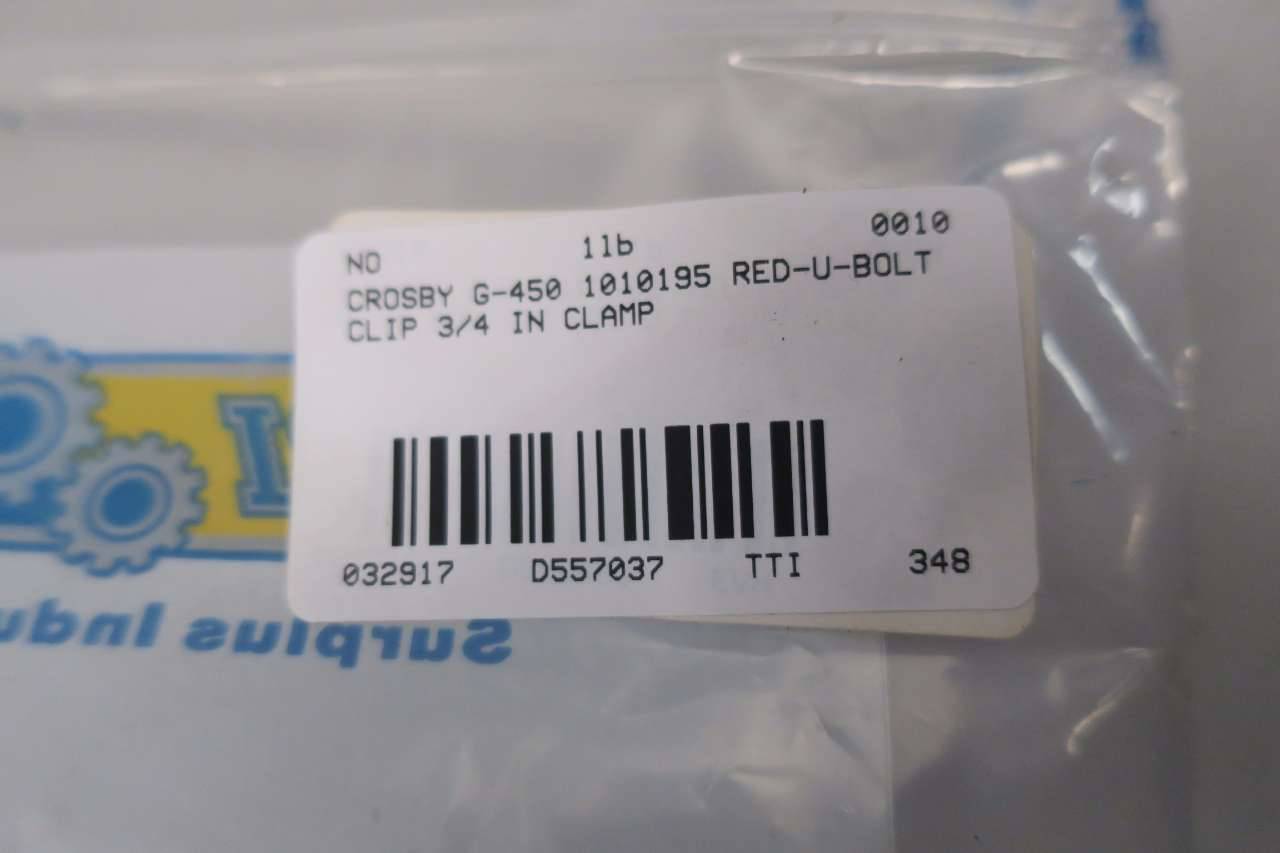 NO 1lb 0010
CROSBY G-450 1010195 RED-U-BOLT
CLIP 3/4 IN CLAMP
032917 D557037 TTI 348
Surplus Indu